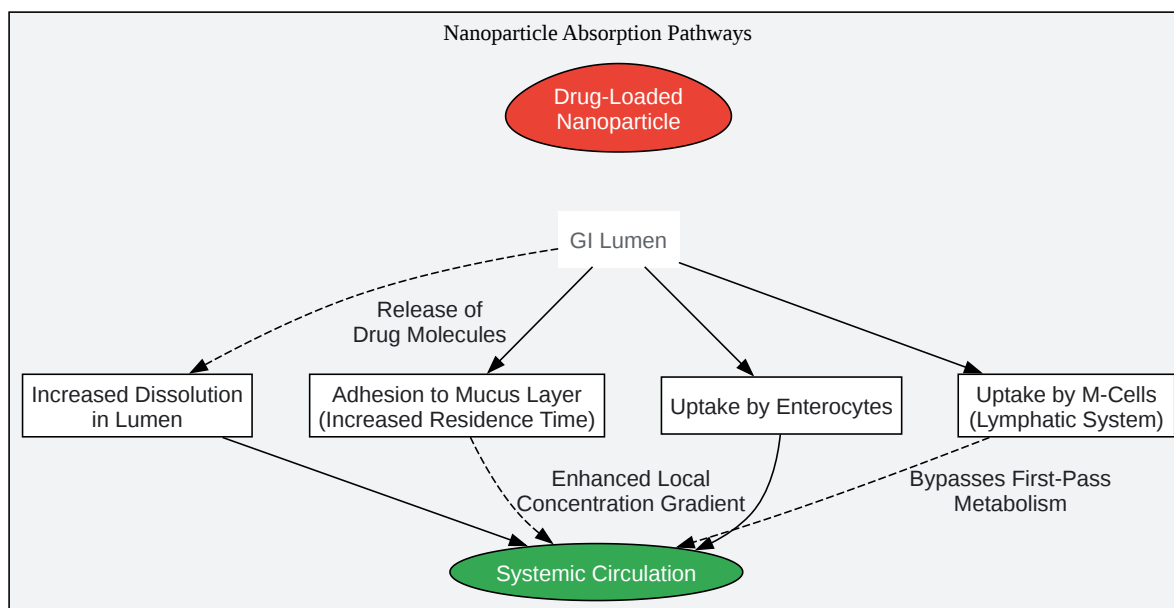 Nanoparticle Absorption Pathways
Drug-Loaded
Nanoparticle
GI Lumen
Release of
Drug Molecules
Increased Dissolution
in Lumen
Adhesion to Mucus Layer
(Increased Residence Time)
Uptake by Enterocytes
Uptake by M-Cells
(Lymphatic System)
Enhanced Local
Concentration Gradient
Bypasses First-Pass
Metabolism
Systemic Circulation